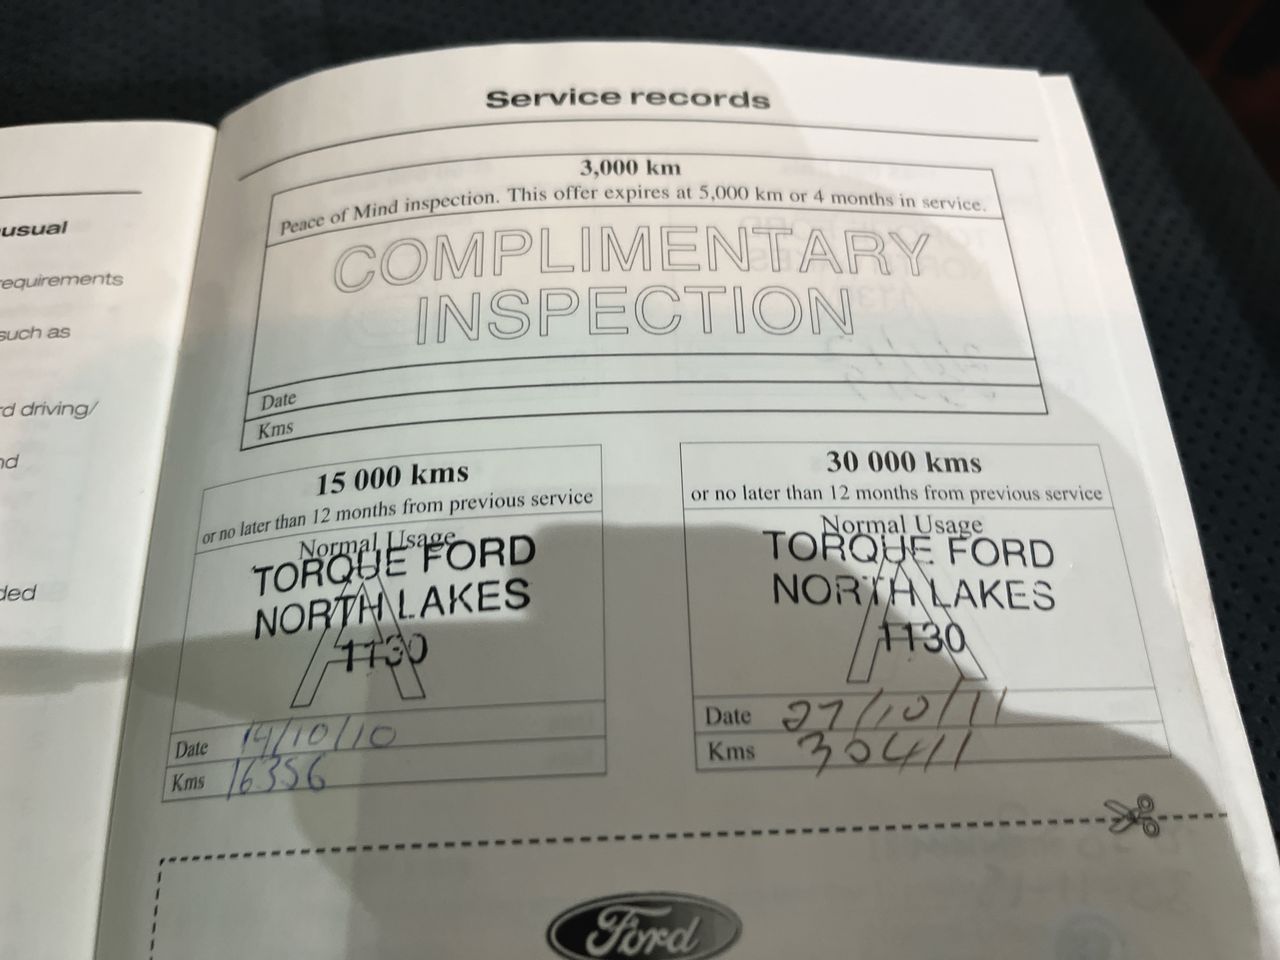 usual
equirements
such as
d driving/
nd
ded
Service records
3,000 km
Peace of Mind inspection. This offer expires at 5,000 km or 4 months in service.
COMPLIMENTARY
INSPECTION
Date
Kms
15 000 kms
or no later than 12 months from previous service
Normal Usage
TORQUE FORD
NORTH LAKES
1130
Date 19/10/10
Kms 16356
30 000 kms
or no later than 12 months from previous service
Normal Usage
TORQUE FORD
NORTH LAKES
1130
Date 27/10/11
Kms 30411
Ford